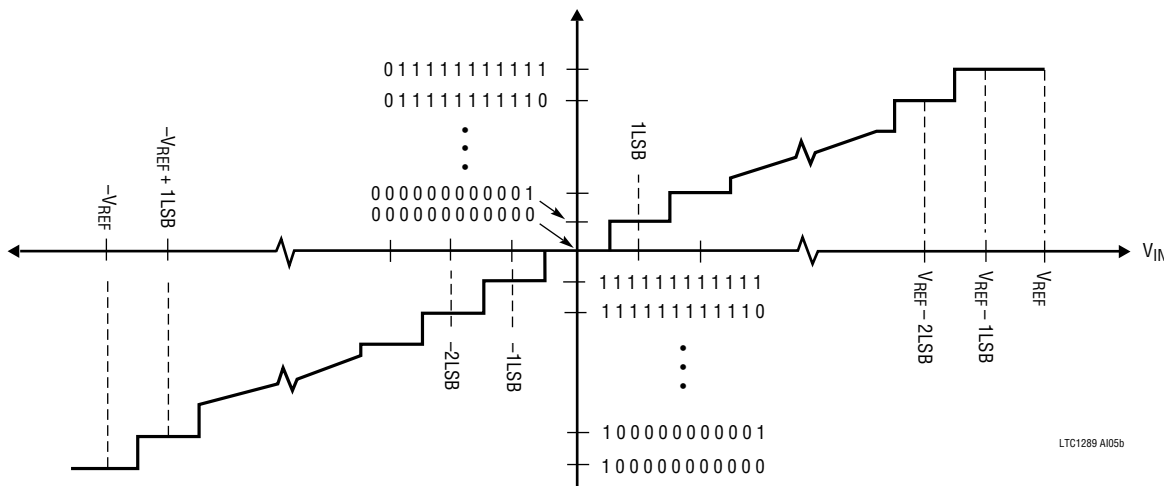 011111111111
011111111110
000000000001
000000000000
1LSB
–VREF
–VREF + 1LSB
VIN
111111111111
111111111110
–2LSB
–1LSB
VREF – 2LSB
VREF – 1LSB
VREF
100000000001
100000000000
LTC1289 AI05b